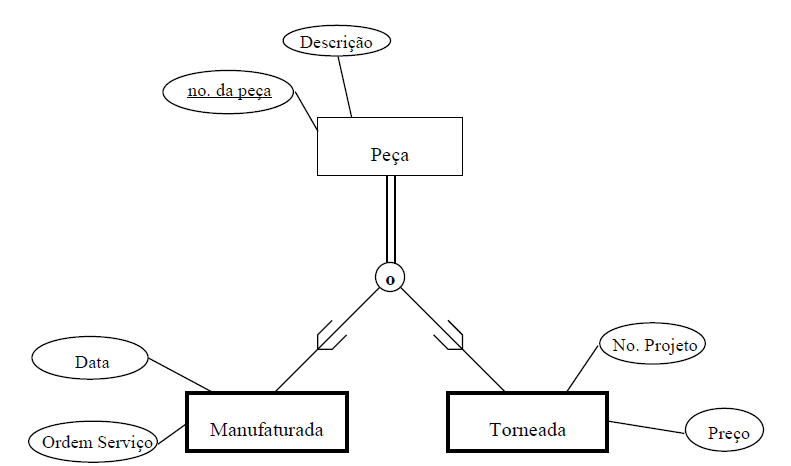 Descrição
no. da peça
Peça
o
No. Projeto
Data
Manufaturada
Torneada
Ordem Serviço
Preço